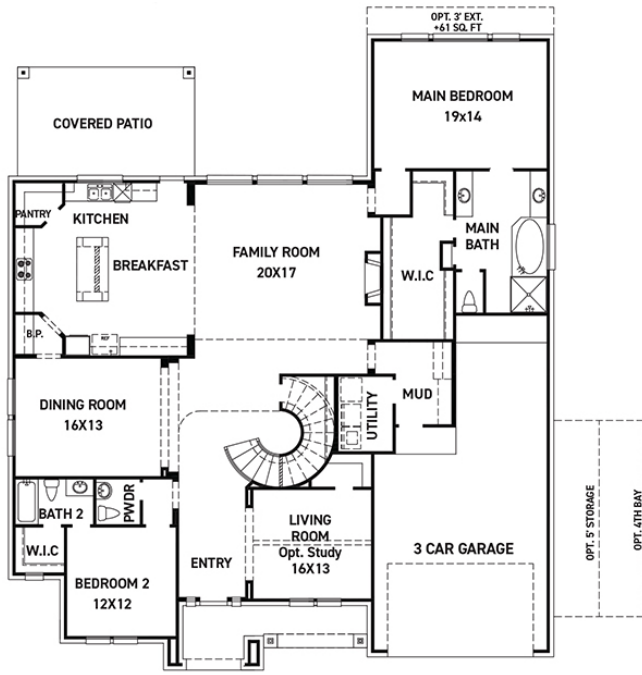 OPT. 3' EXT.
+61 SQ. FT
MAIN BEDROOM
19x14
COVERED PATIO
PANTRY
KITCHEN
BREAKFAST
FAMILY ROOM
20X17
MAIN
BATH
W.I.C
B.P.
REF
DINING ROOM
16X13
UTILITY
MUD
BATH 2
PWDR
W.I.C
BEDROOM 2
12X12
ENTRY
LIVING
ROOM
Opt. Study
16X13
3 CAR GARAGE
OPT. 5' STORAGE
OPT. 4TH BAY